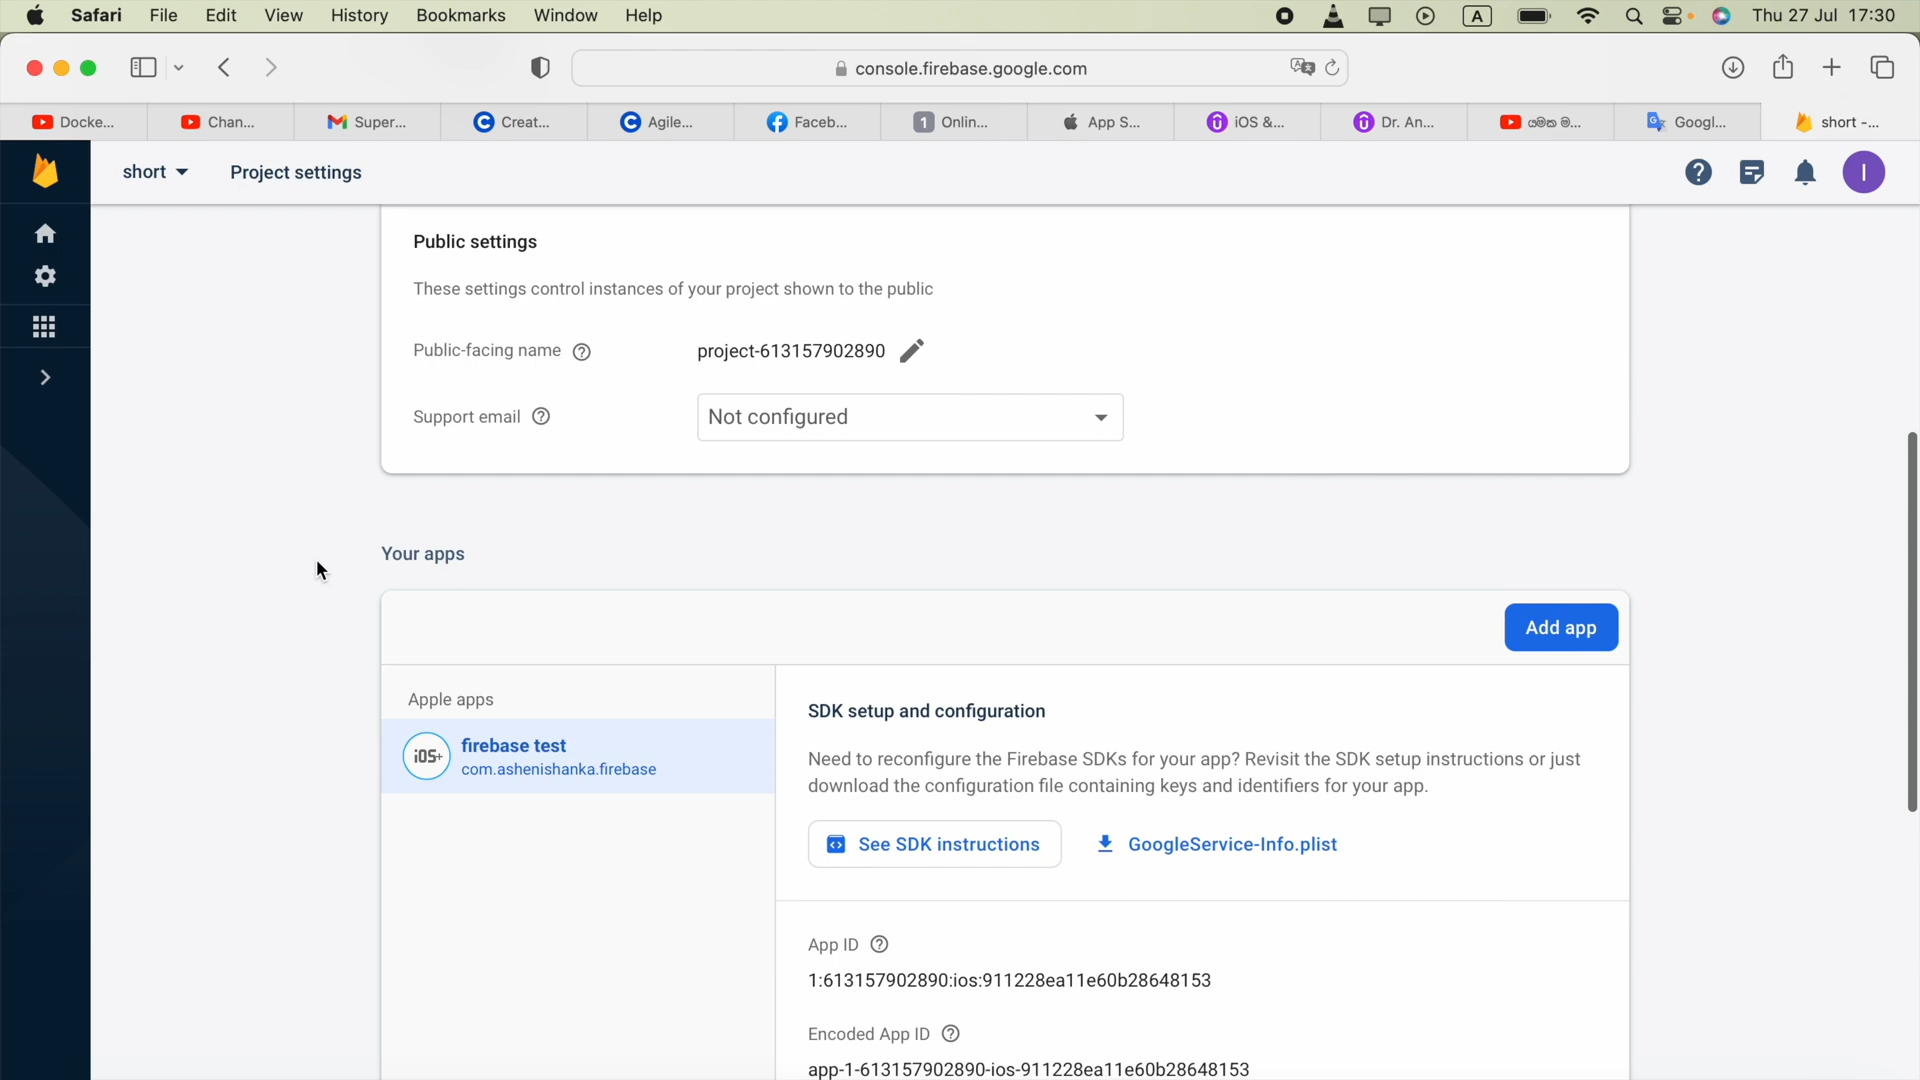 Safari File Edit View History Bookmarks Window Help A Thu 27 Jul 17:30
console.firebase.google.com
Docke... Chan... Super... Creat... Agile... Faceb... 1 Onlin... App S... iOS &... Dr. An... යමක ම... Googl... short -...
short Project settings I
Public settings
These settings control instances of your project shown to the public
Public-facing name project-613157902890
Support email Not configured
Your apps
Add app
Apple apps
iOS+ firebase test
com.ashenishanka.firebase
SDK setup and configuration
Need to reconfigure the Firebase SDKs for your app? Revisit the SDK setup instructions or just
download the configuration file containing keys and identifiers for your app.
See SDK instructions GoogleService-Info.plist
App ID
1:613157902890:ios:911228ea11e60b28648153
Encoded App ID
app-1-613157902890-ios-911228ea11e60b28648153